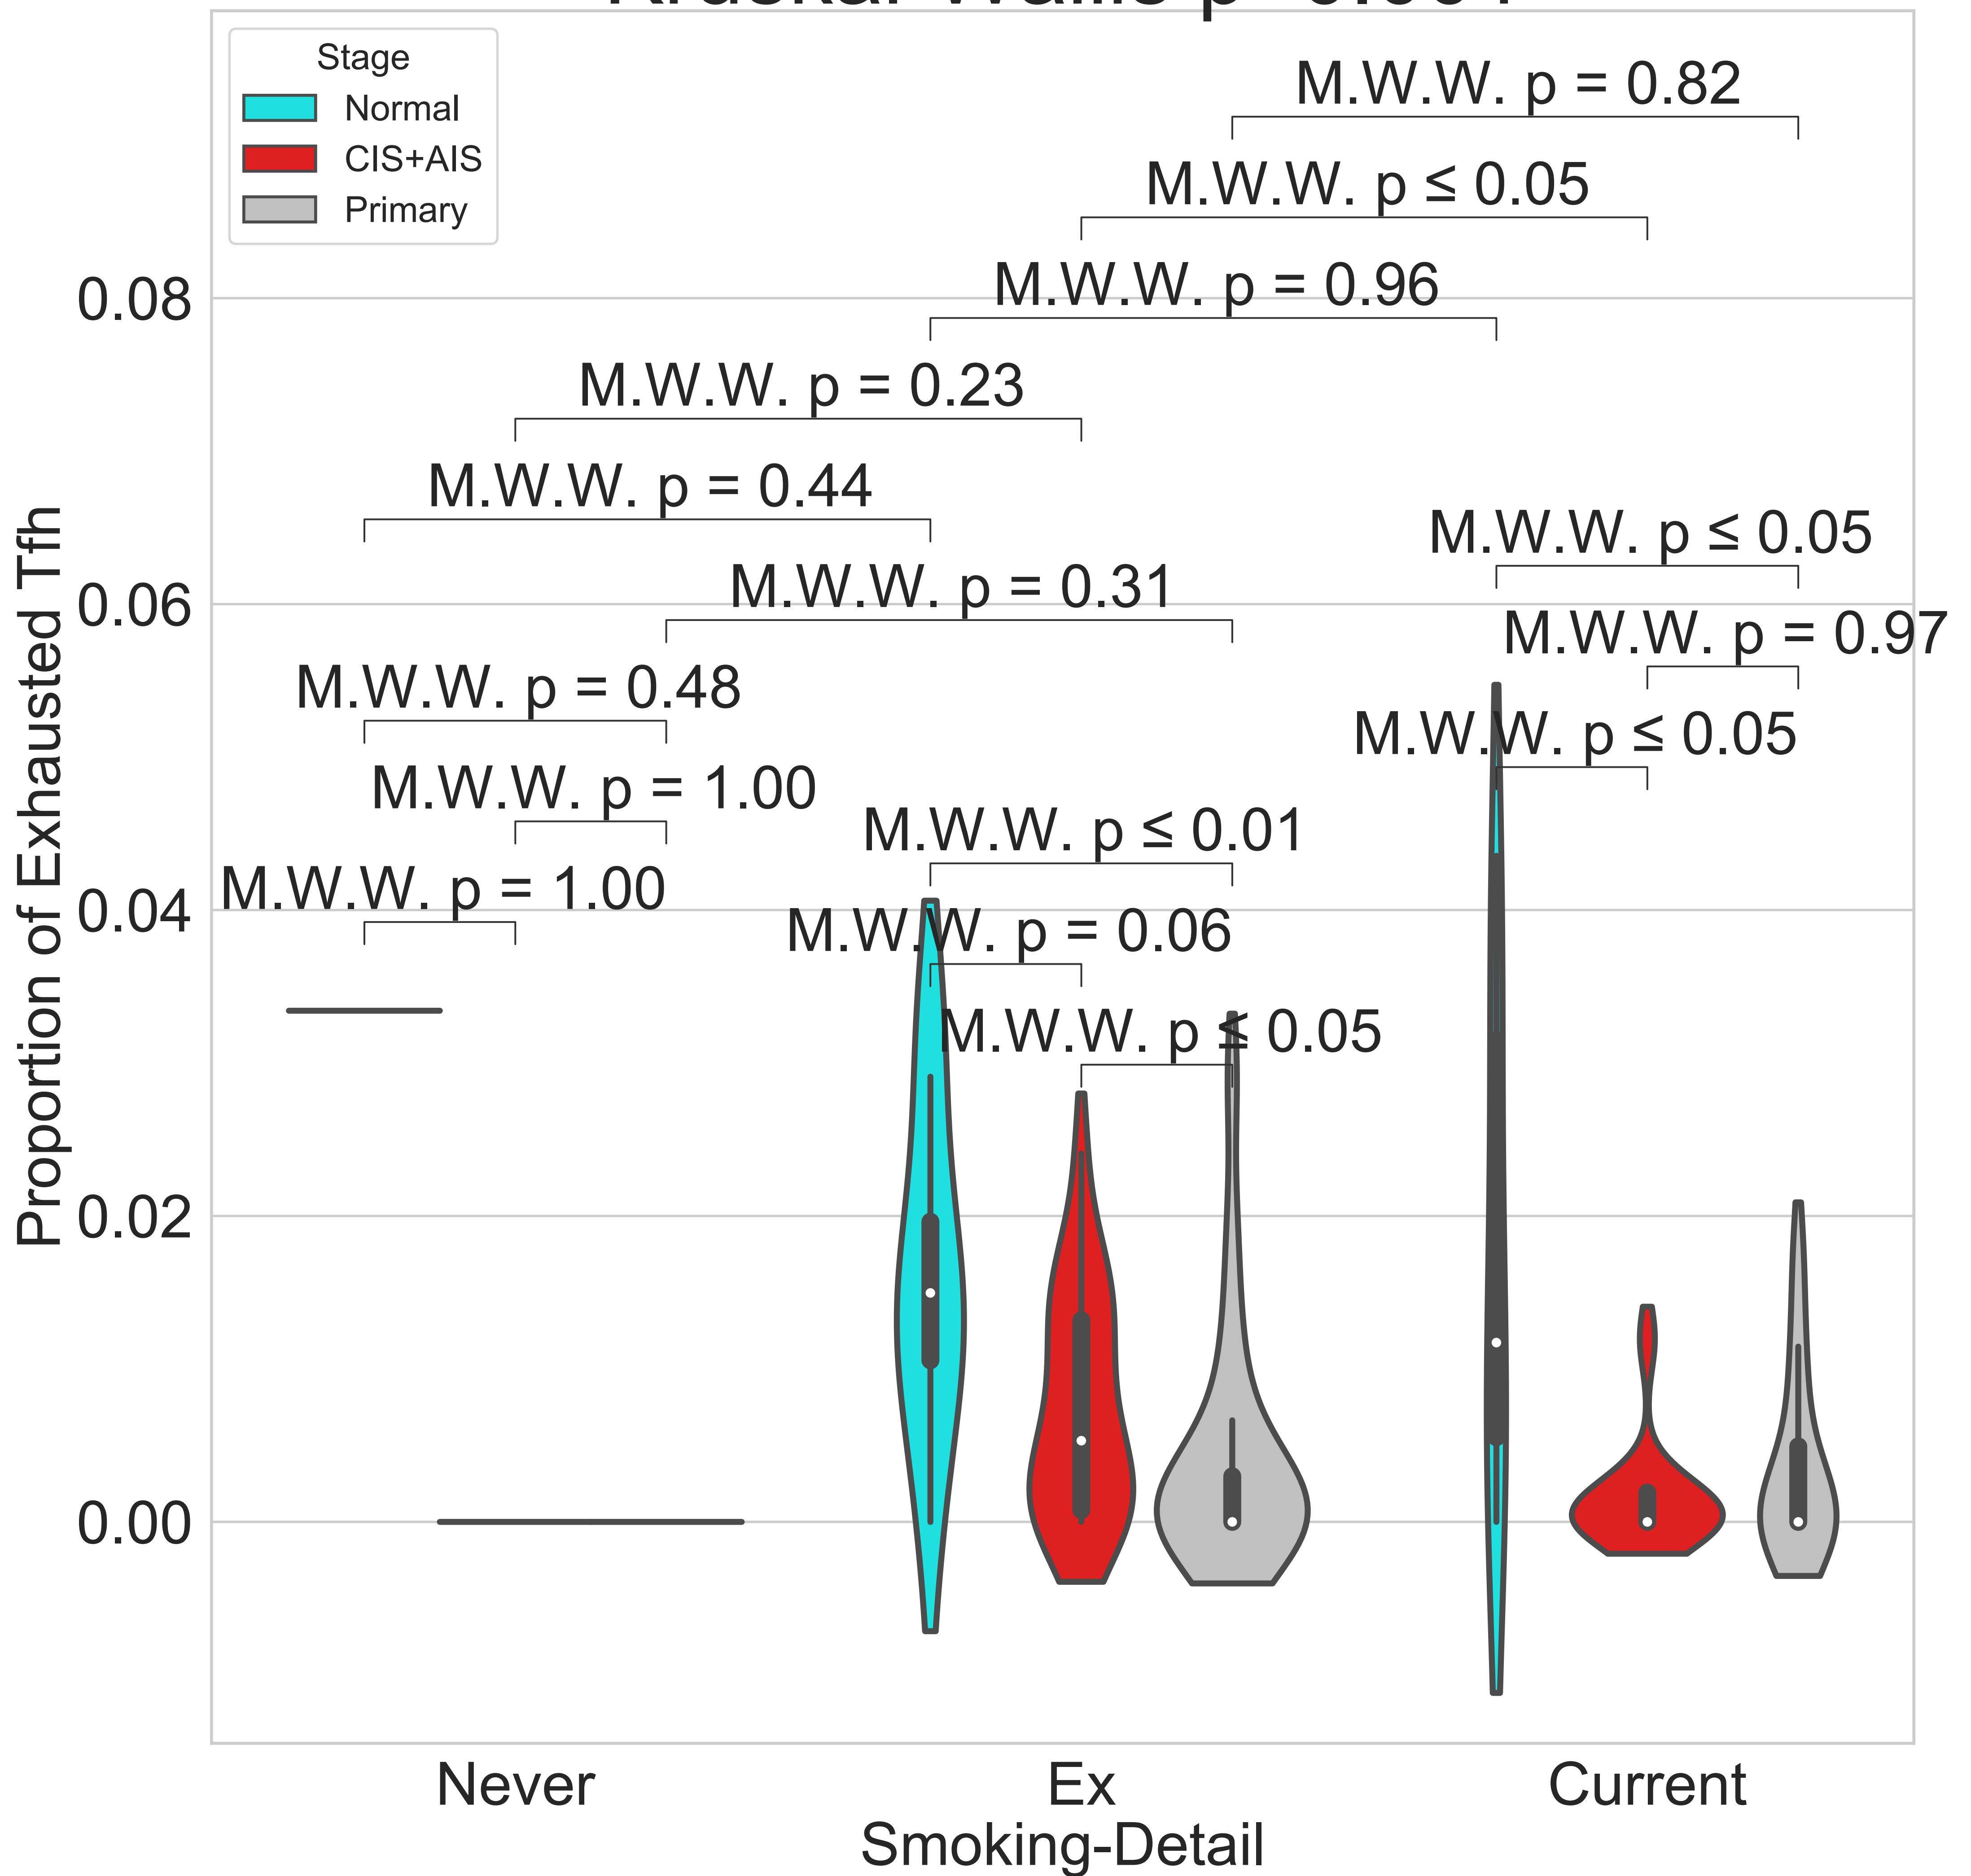 Stage
Normal
CIS+AIS
Primary
M.W.W. p = 0.82
M.W.W. p ≤ 0.05
M.W.W. p = 0.96
M.W.W. p = 0.23
M.W.W. p = 0.44
M.W.W. p ≤ 0.05
M.W.W. p = 0.31
M.W.W. p = 0.97
M.W.W. p = 0.48
M.W.W. p ≤ 0.05
M.W.W. p = 1.00
M.W.W. p ≤ 0.01
M.W.W. p = 1.00
M.W.W. p = 0.06
M.W.W. p ≤ 0.05
Proportion of Exhausted Tfh
0.08
0.06
0.04
0.02
0.00
Never
Ex
Current
Smoking-Detail